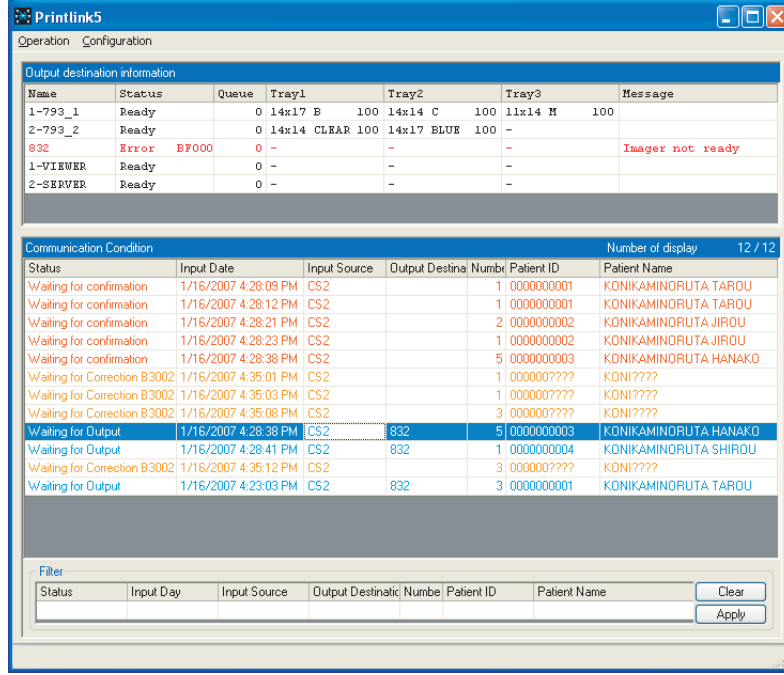 Printlink5
Operation Configuration
Output destination information
Name Status Queue Tray1 Tray2 Tray3 Message
1-793_1 Ready 0 14x17 B 100 14x14 C 100 11x14 M 100
2-793_2 Ready 0 14x14 CLEAR 100 14x17 BLUE 100 -
832 Error BF000 0 - - - Imager not ready
1-VIEWER Ready 0 - - -
2-SERVER Ready 0 - - -
Communication Condition Number of display 12 / 12
Status Input Date Input Source Output Destina Numbe Patient ID Patient Name
Waiting for confirmation 1/16/2007 4:28:09 PM CS2 1 0000000001 KONIKAMINORUTA TAROU
Waiting for confirmation 1/16/2007 4:28:12 PM CS2 1 0000000001 KONIKAMINORUTA TAROU
Waiting for confirmation 1/16/2007 4:28:21 PM CS2 2 0000000002 KONIKAMINORUTA JIROU
Waiting for confirmation 1/16/2007 4:28:23 PM CS2 1 0000000002 KONIKAMINORUTA JIROU
Waiting for confirmation 1/16/2007 4:28:38 PM CS2 5 0000000003 KONIKAMINORUTA HANAKO
Waiting for Correction B3002 1/16/2007 4:35:01 PM CS2 1 000000???? KONI????
Waiting for Correction B3002 1/16/2007 4:35:03 PM CS2 1 000000???? KONI????
Waiting for Correction B3002 1/16/2007 4:35:08 PM CS2 3 000000???? KONI????
Waiting for Output 1/16/2007 4:28:38 PM CS2 832 5 0000000003 KONIKAMINORUTA HANAKO
Waiting for Output 1/16/2007 4:28:41 PM CS2 832 1 0000000004 KONIKAMINORUTA SHIROU
Waiting for Correction B3002 1/16/2007 4:35:12 PM CS2 3 000000???? KONI????
Waiting for Output 1/16/2007 4:23:03 PM CS2 832 3 0000000001 KONIKAMINORUTA TAROU
Filter
Status Input Day Input Source Output Destinatic Numbe Patient ID Patient Name
Clear
Apply